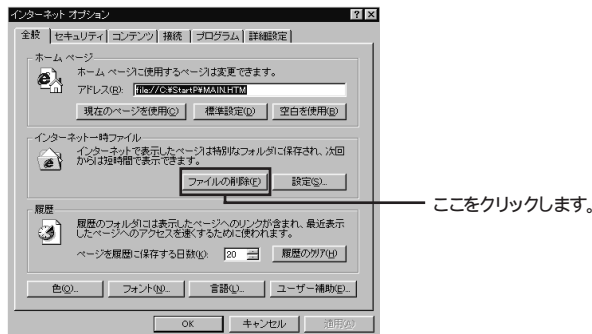 インターネット オプション
全般 セキュリティ コンテンツ 接続 プログラム 詳細設定
ホーム ページ
ホーム ページに使用するページは変更できます。
アドレス(R): file://C:¥StartP¥MAIN.HTM
現在のページを使用(C) 標準設定(D) 空白を使用(B)
インターネット一時ファイル
インターネットで表示したページは特別なフォルダに保存され、次回
からは短時間で表示できます。
ファイルの削除(F) 設定(S)...
ここをクリックします。
履歴
履歴のフォルダには表示したページへのリンクが含まれ、最近表示
したページへのアクセスを速くするために使われます。
ページを履歴に保存する日数(K): 20 履歴のクリア(H)
色(O)... フォント(N)... 言語(L)... ユーザー補助(E)...
OK キャンセル 適用(A)